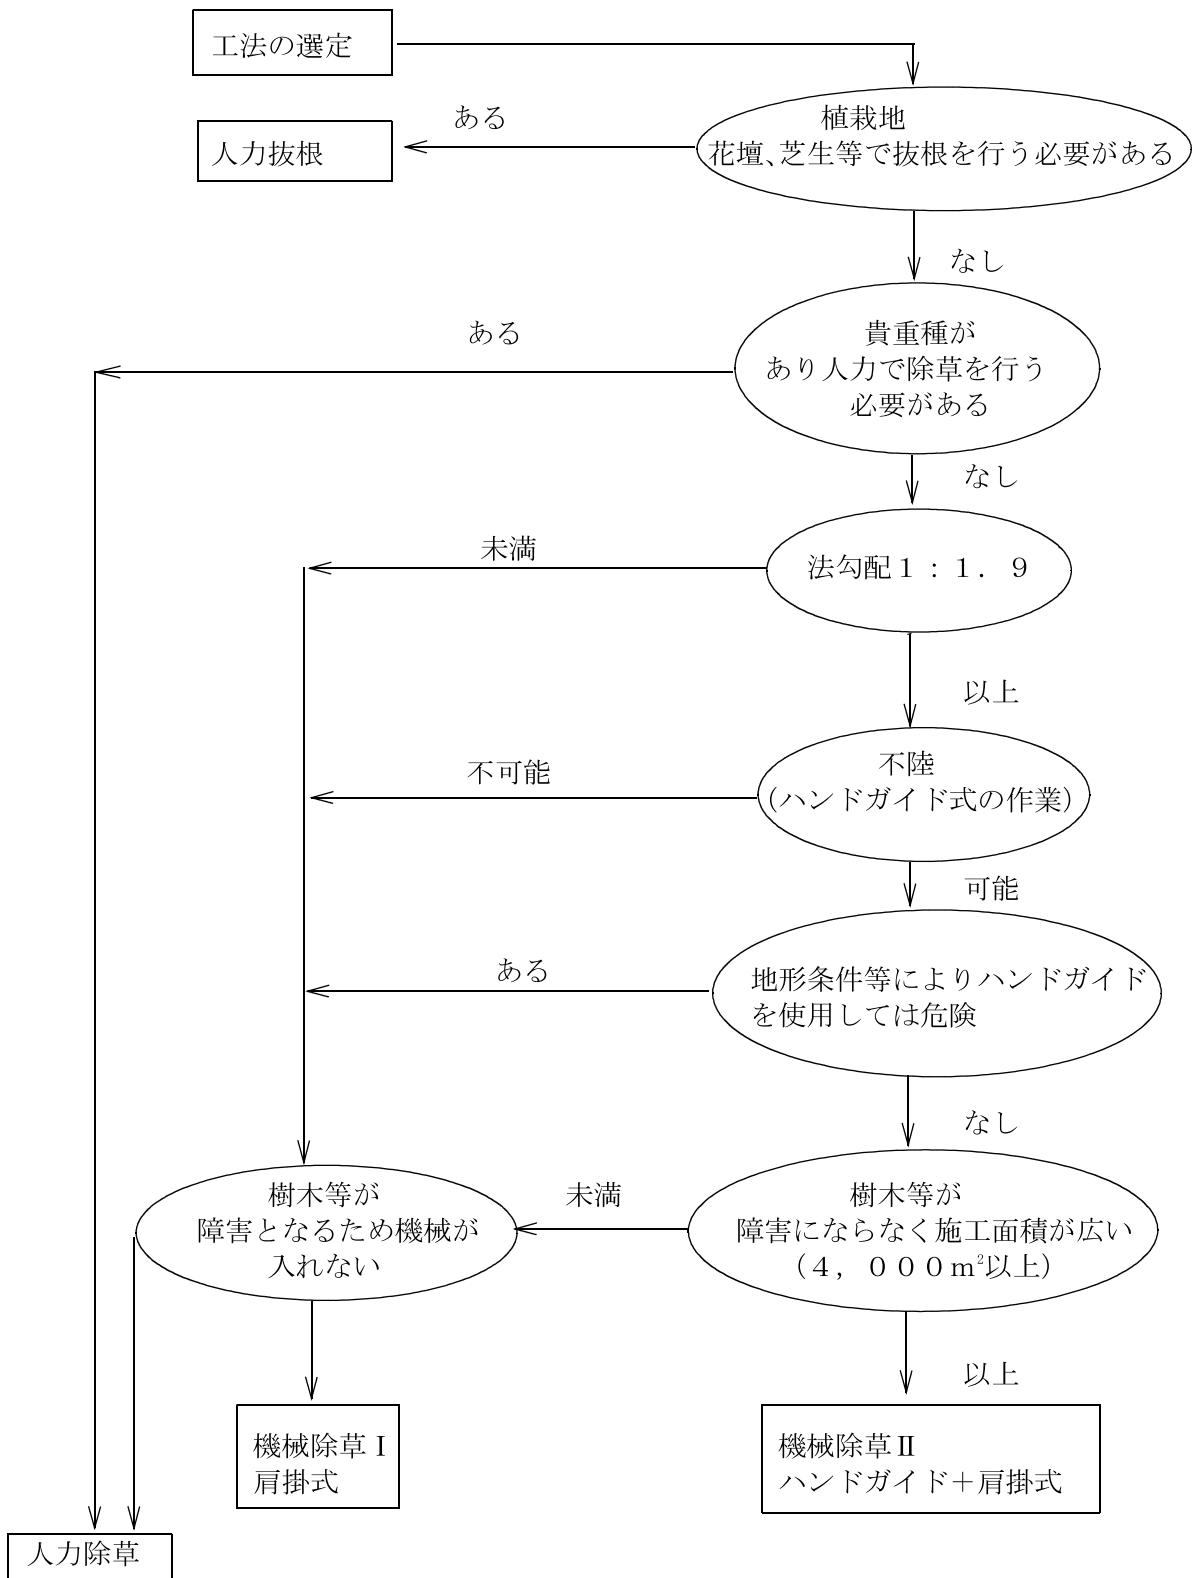 工法の選定
植栽地
花壇、芝生等で抜根を行う必要がある
ある
人力抜根
なし
貴重種が
あり人力で除草を行う
必要がある
ある
なし
法勾配１：１．９
未満
以上
不陸
（ハンドガイド式の作業）
不可能
可能
地形条件等によりハンドガイド
を使用しては危険
ある
なし
樹木等が
障害にならなく施工面積が広い
（４，０００ｍ²以上）
未満
樹木等が
障害となるため機械が
入れない
以上
機械除草Ⅰ
肩掛式
機械除草Ⅱ
ハンドガイド＋肩掛式
人力除草